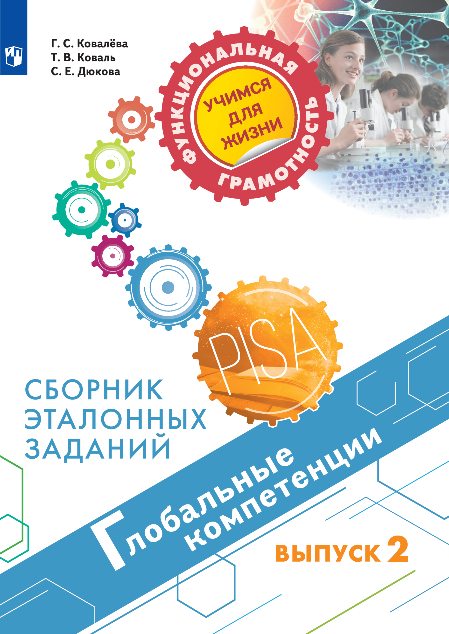 Г. С. Ковалёва
Т. В. Коваль
С. Е. Дюкова
ФУНКЦИОНАЛЬНАЯ
ГРАМОТНОСТЬ
УЧИМСЯ
ДЛЯ
ЖИЗНИ
PISA
СБОРНИК
ЭТАЛОННЫХ
ЗАДАНИЙ
Глобальные
компетенции
ВЫПУСК 2